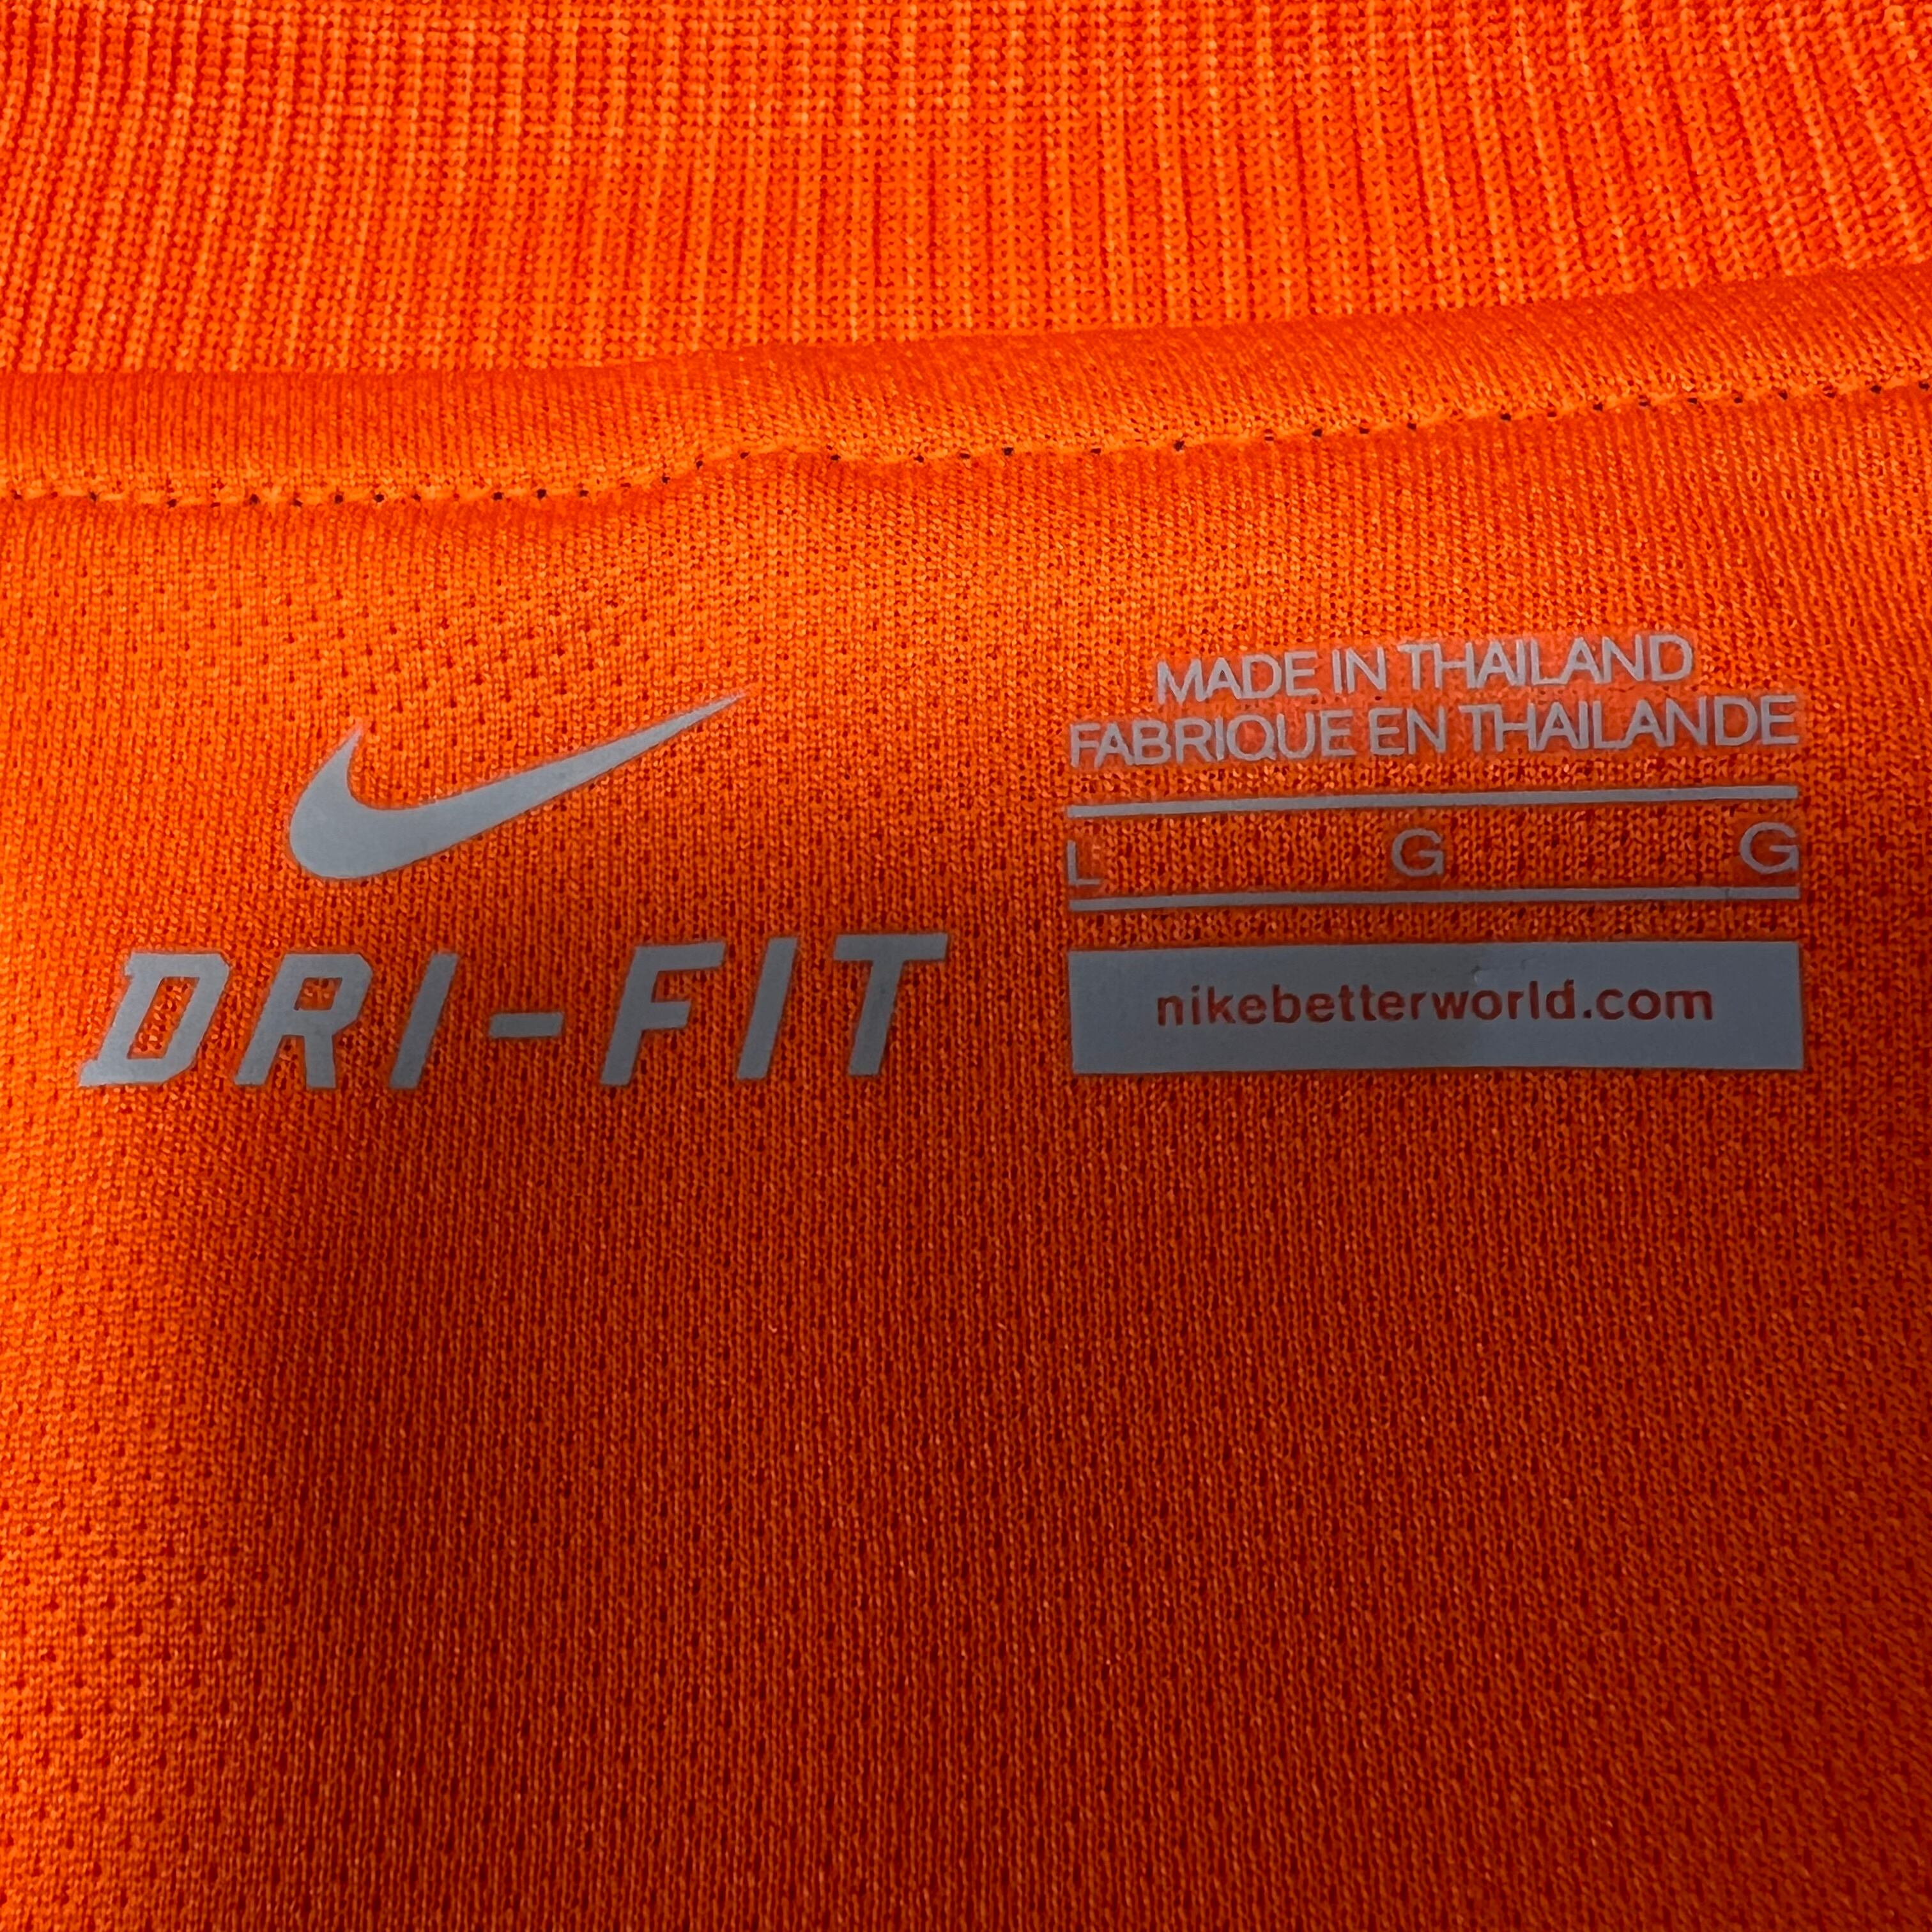 MADE IN THAILAND
FABRIQUE EN THAILANDE
L G G
DRI-FIT
nikebetterworld.com